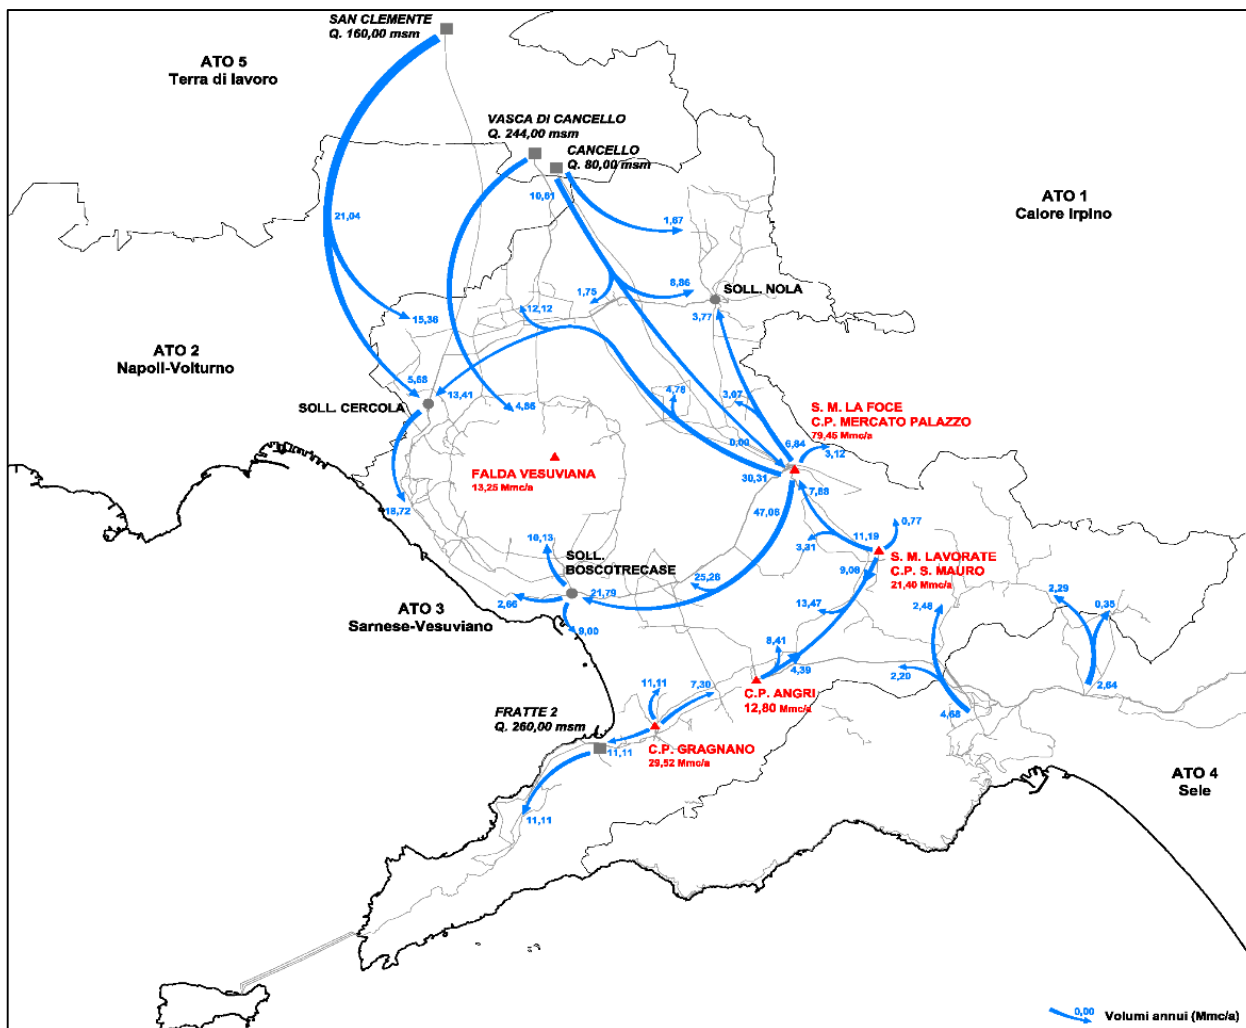 SAN CLEMENTE
Q. 160,00 msm
ATO 5
Terra di lavoro
VASCA DI CANCELLO
Q. 244,00 msm
CANCELLO
Q. 80,00 msm
10,61
1,67
ATO 1
Calore Irpino
21,04
8,86
1,75
SOLL. NOLA
15,36
12,12
3,77
ATO 2
Napoli-Volturno
5,68
13,41
SOLL. CERCOLA
4,86
4,78
3,07
S. M. LA FOCE
C.P. MERCATO PALAZZO
79,45 Mmc/a
0,00
6,84
3,12
FALDA VESUVIANA
13,25 Mmc/a
30,31
7,88
18,72
47,06
0,77
11,19
10,13
3,31
SOLL.
BOSCOTRECASE
S. M. LAVORATE
C.P. S. MAURO
21,40 Mmc/a
9,08
25,28
21,79
2,66
ATO 3
Sarnese-Vesuviano
13,47
2,48
2,29
0,35
9,00
8,41
4,39
2,20
11,11
7,30
2,64
C.P. ANGRI
12,80 Mmc/a
4,68
FRATTE 2
Q. 260,00 msm
C.P. GRAGNANO
29,52 Mmc/a
11,11
ATO 4
Sele
11,11
0,00
Volumi annui (Mmc/a)